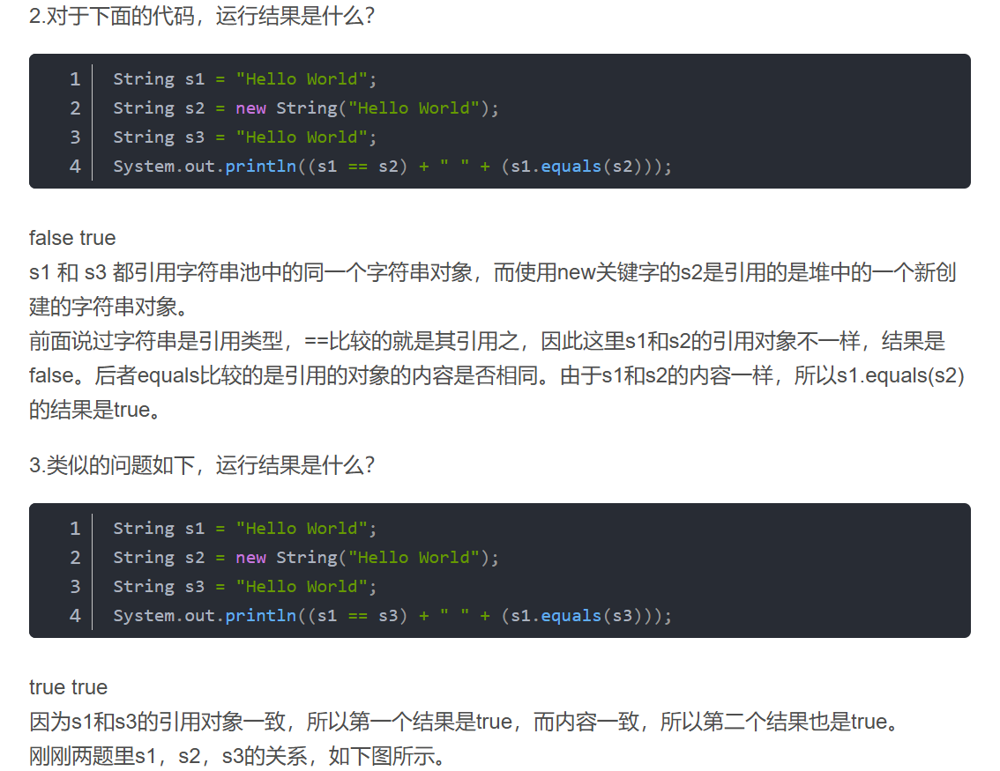 2.对于下面的代码，运行结果是什么？
1 String s1 = "Hello World";
2 String s2 = new String("Hello World");
3 String s3 = "Hello World";
4 System.out.println((s1 == s2) + " " + (s1.equals(s2)));
false true
s1 和 s3 都引用字符串池中的同一个字符串对象，而使用new关键字的s2是引用的是堆中的一个新创
建的字符串对象。
前面说过字符串是引用类型，==比较的就是其引用之，因此这里s1和s2的引用对象不一样，结果是
false。后者equals比较的是引用的对象的内容是否相同。由于s1和s2的内容一样，所以s1.equals(s2)
的结果是true。
3.类似的问题如下，运行结果是什么？
1 String s1 = "Hello World";
2 String s2 = new String("Hello World");
3 String s3 = "Hello World";
4 System.out.println((s1 == s3) + " " + (s1.equals(s3)));
true true
因为s1和s3的引用对象一致，所以第一个结果是true，而内容一致，所以第二个结果也是true。
刚刚两题里s1，s2，s3的关系，如下图所示。